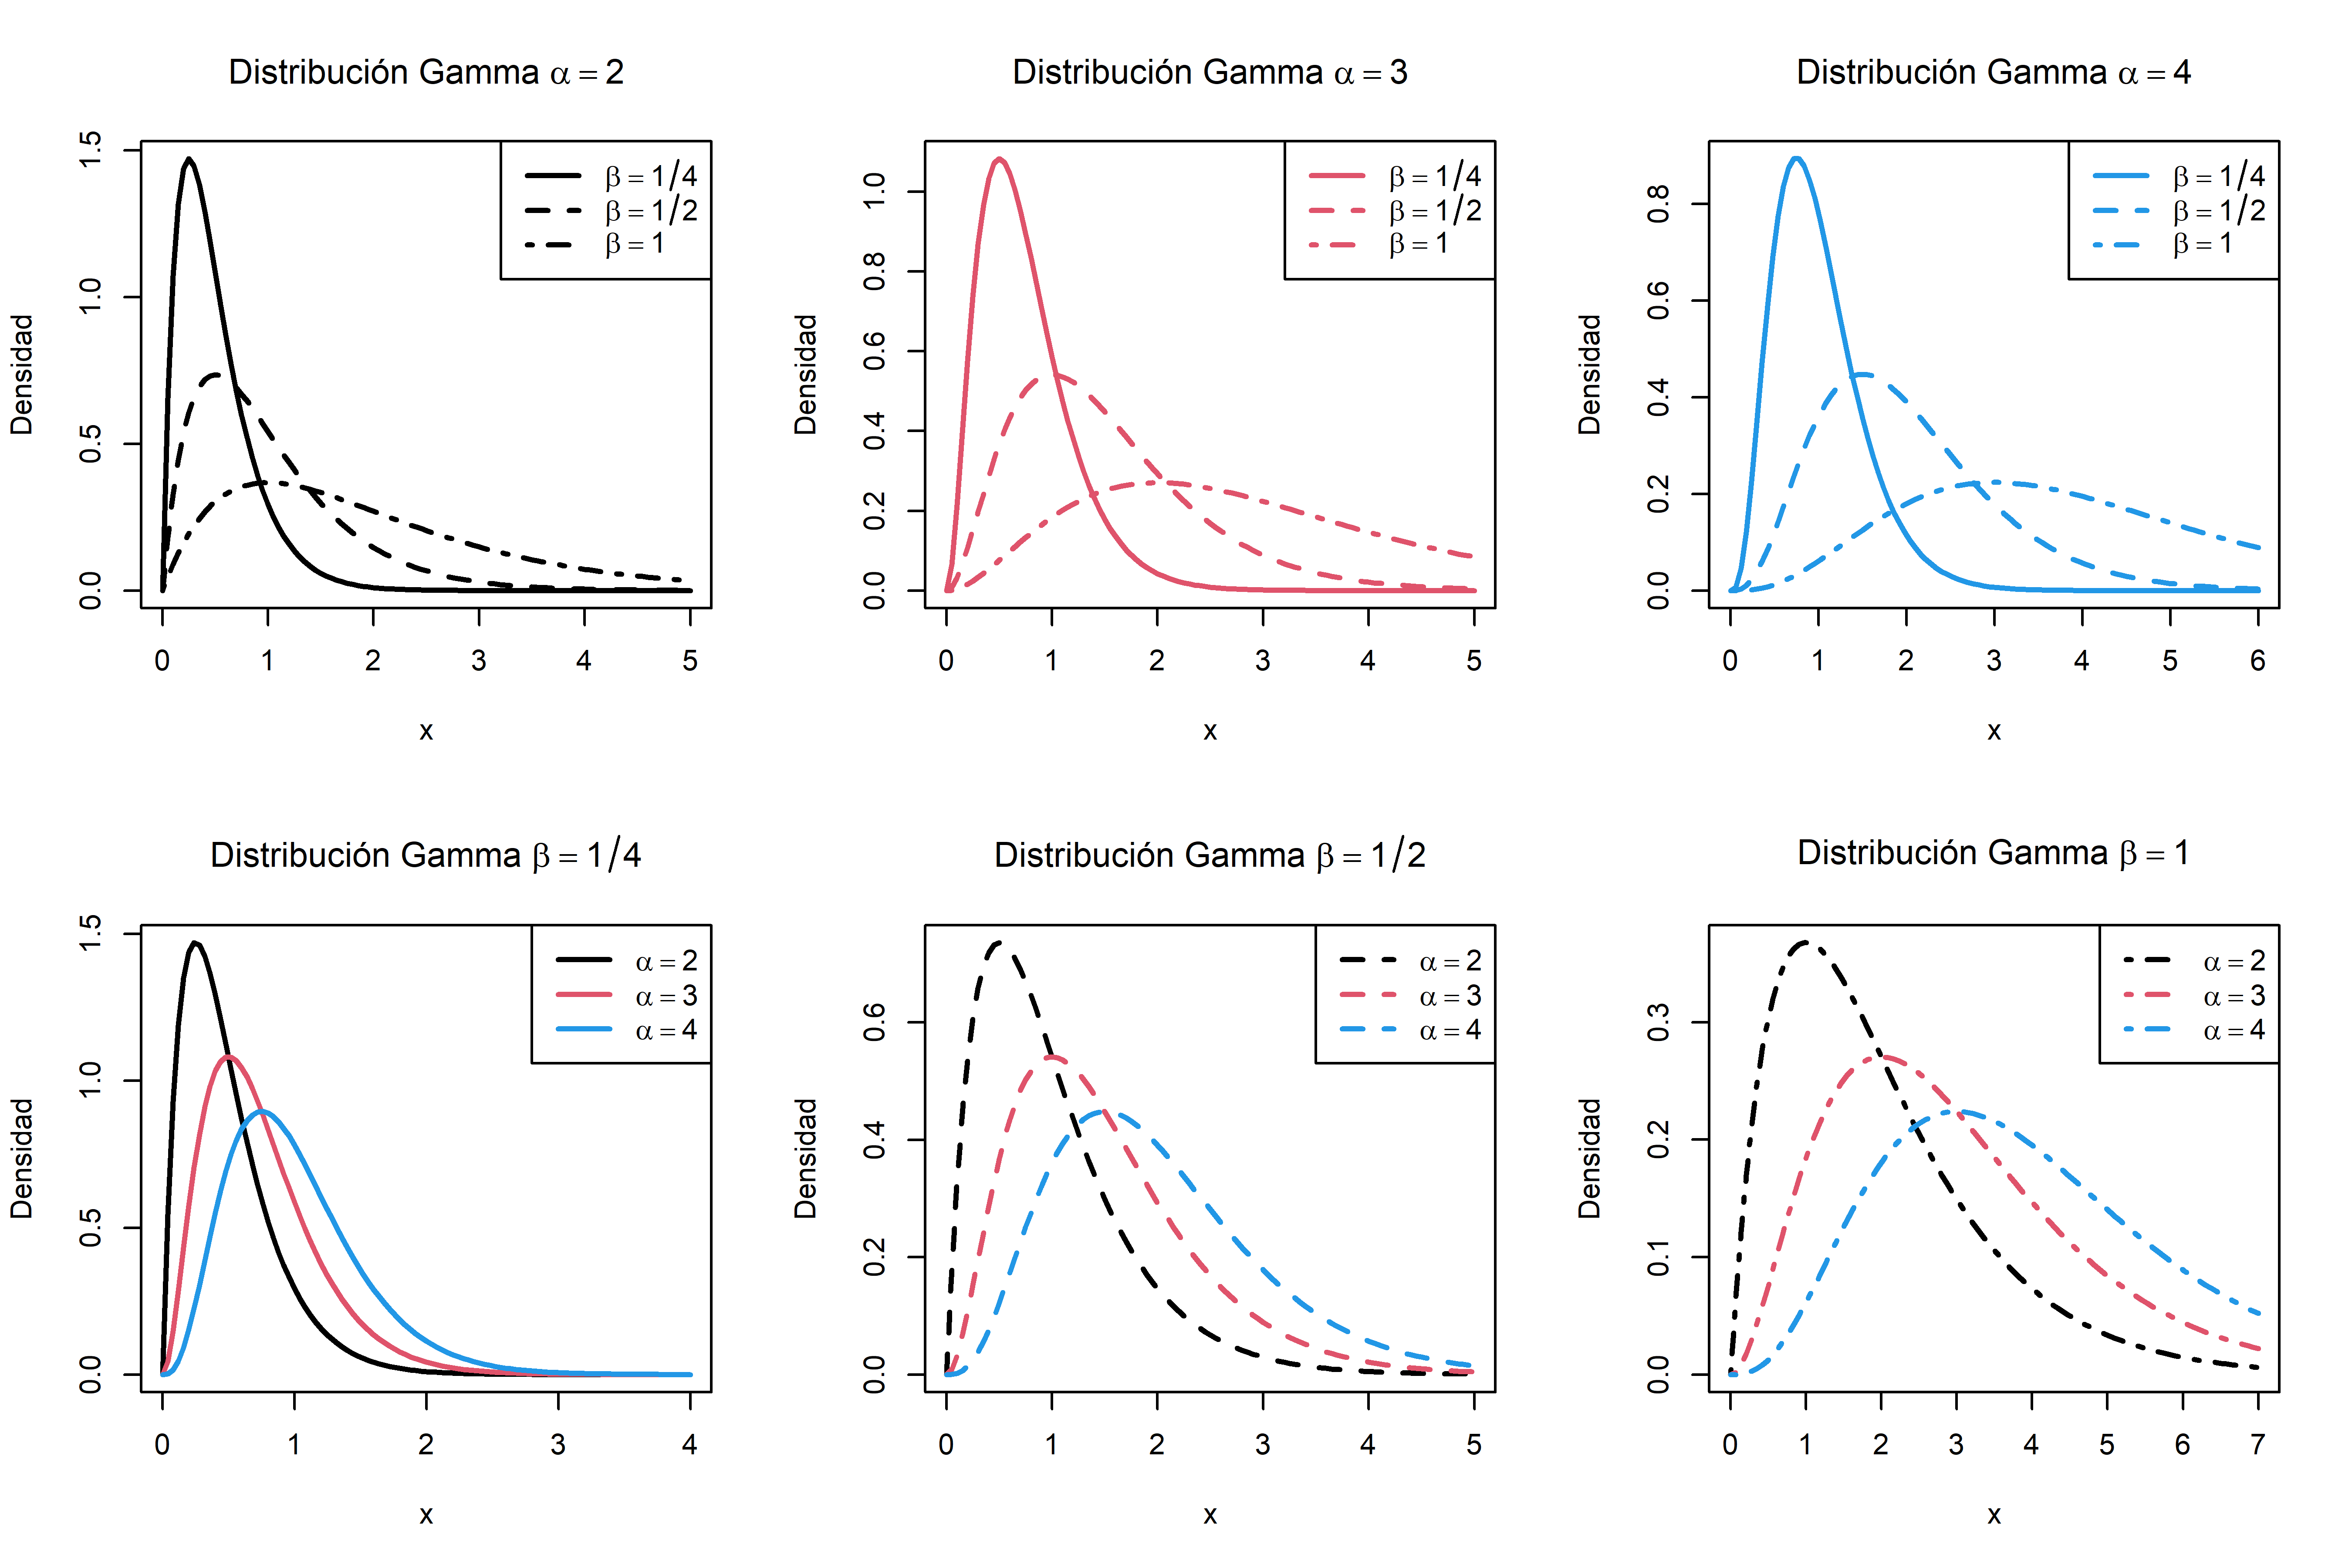 Distribución Gamma α = 2
Densidad
0.0 0.5 1.0 1.5
β = 1/4
β = 1/2
β = 1
0 1 2 3 4 5
x
Distribución Gamma α = 3
Densidad
0.0 0.2 0.4 0.6 0.8 1.0
β = 1/4
β = 1/2
β = 1
0 1 2 3 4 5
x
Distribución Gamma α = 4
Densidad
0.0 0.2 0.4 0.6 0.8
β = 1/4
β = 1/2
β = 1
0 1 2 3 4 5 6
x
Distribución Gamma β = 1/4
Densidad
0.0 0.5 1.0 1.5
α = 2
α = 3
α = 4
0 1 2 3 4
x
Distribución Gamma β = 1/2
Densidad
0.0 0.2 0.4 0.6
α = 2
α = 3
α = 4
0 1 2 3 4 5
x
Distribución Gamma β = 1
Densidad
0.0 0.1 0.2 0.3
α = 2
α = 3
α = 4
0 1 2 3 4 5 6 7
x